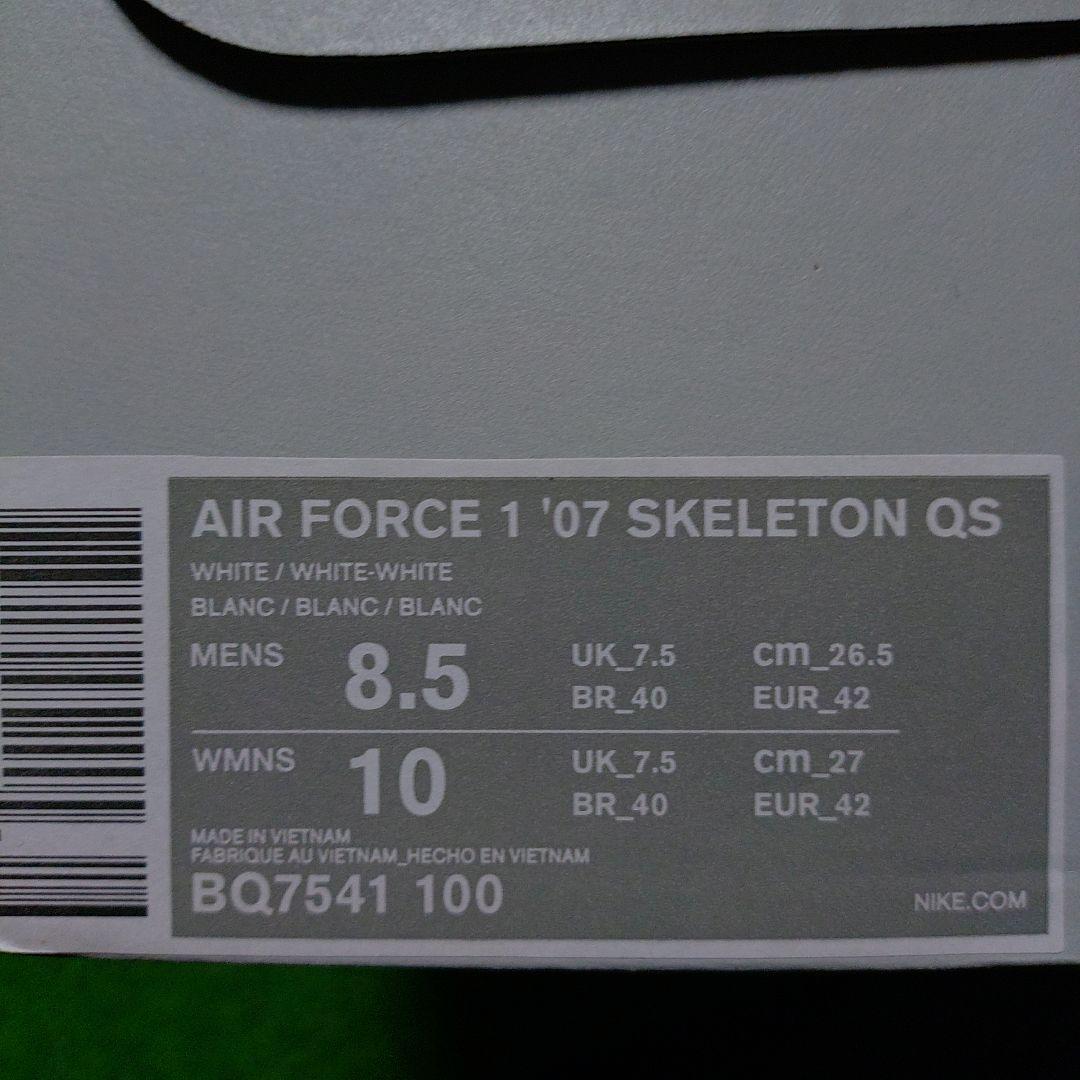 AIR FORCE 1 '07 SKELETON QS
WHITE / WHITE-WHITE
BLANC / BLANC / BLANC
MENS 8.5 UK_7.5 cm_26.5
BR_40 EUR_42
WMNS 10 UK_7.5 cm_27
BR_40 EUR_42
MADE IN VIETNAM
FABRIQUE AU VIETNAM_HECHO EN VIETNAM
BQ7541 100 NIKE.COM